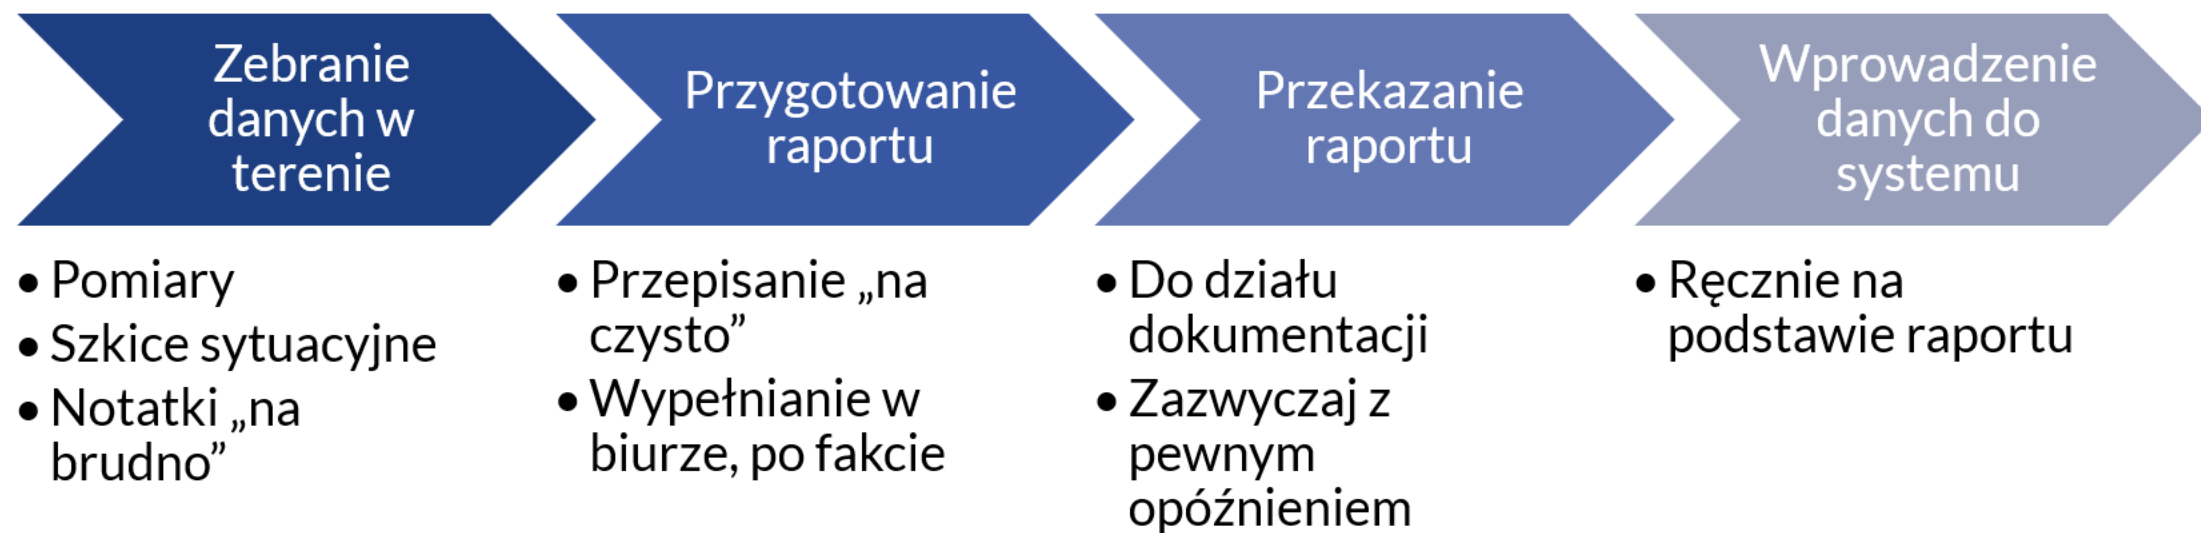 Zebranie
danych w
terenie
• Pomiary
• Szkice sytuacyjne
• Notatki „na
brudno”
Przygotowanie
raportu
• Przepisanie „na
czysto”
• Wypełnianie w
biurze, po fakcie
Przekazanie
raportu
• Do działu
dokumentacji
• Zazwyczaj z
pewnym
opóźnieniem
Wprowadzenie
danych do
systemu
• Ręcznie na
podstawie raportu